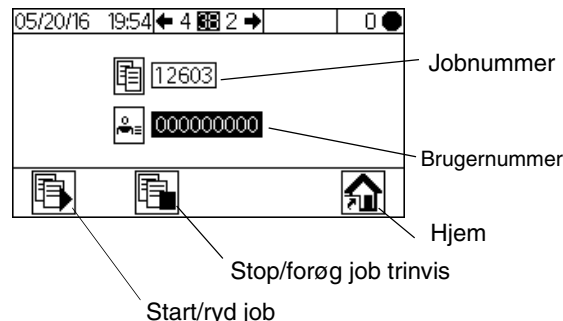 05/20/16 19:54 ← 4 38 2 → 0
12603 Jobnummer
000000000 Brugernummer
Hjem
Stop/forøg job trinvis
Start/ryd job